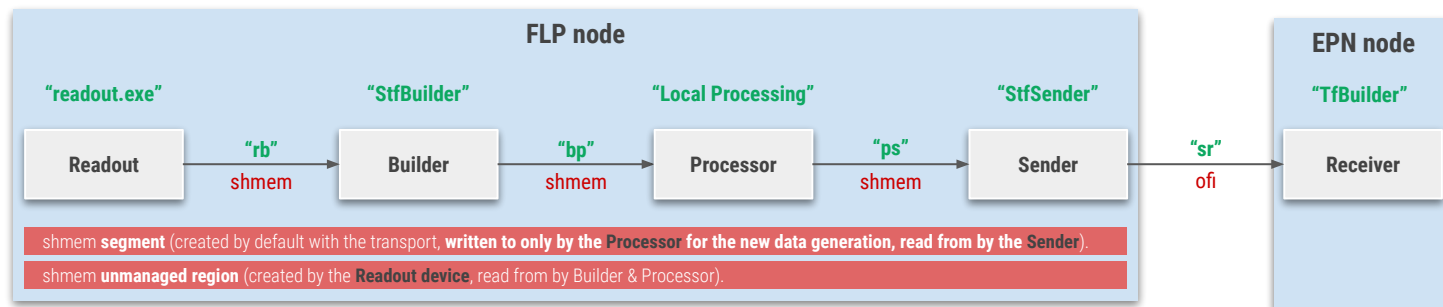 FLP node
EPN node
“readout.exe”
“StfBuilder”
“Local Processing”
“StfSender”
“TfBuilder”
Readout
“rb”
shmem
Builder
“bp”
shmem
Processor
“ps”
shmem
Sender
“sr”
ofi
Receiver
shmem segment (created by default with the transport, written to only by the Processor for the new data generation, read from by the Sender).
shmem unmanaged region (created by the Readout device, read from by Builder & Processor).